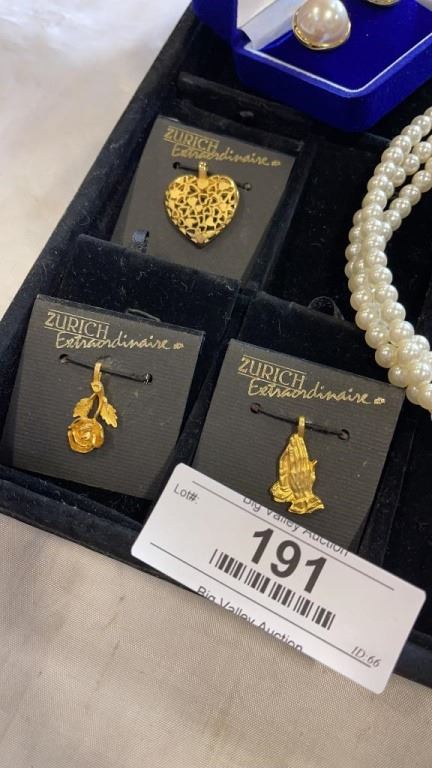 ZURICH
Extraordinaire
ZURICH
Extraordinaire
ZURICH
Extraordinaire
Lot#:
Big Valley Auction
191
Big Valley Auction
ID:66